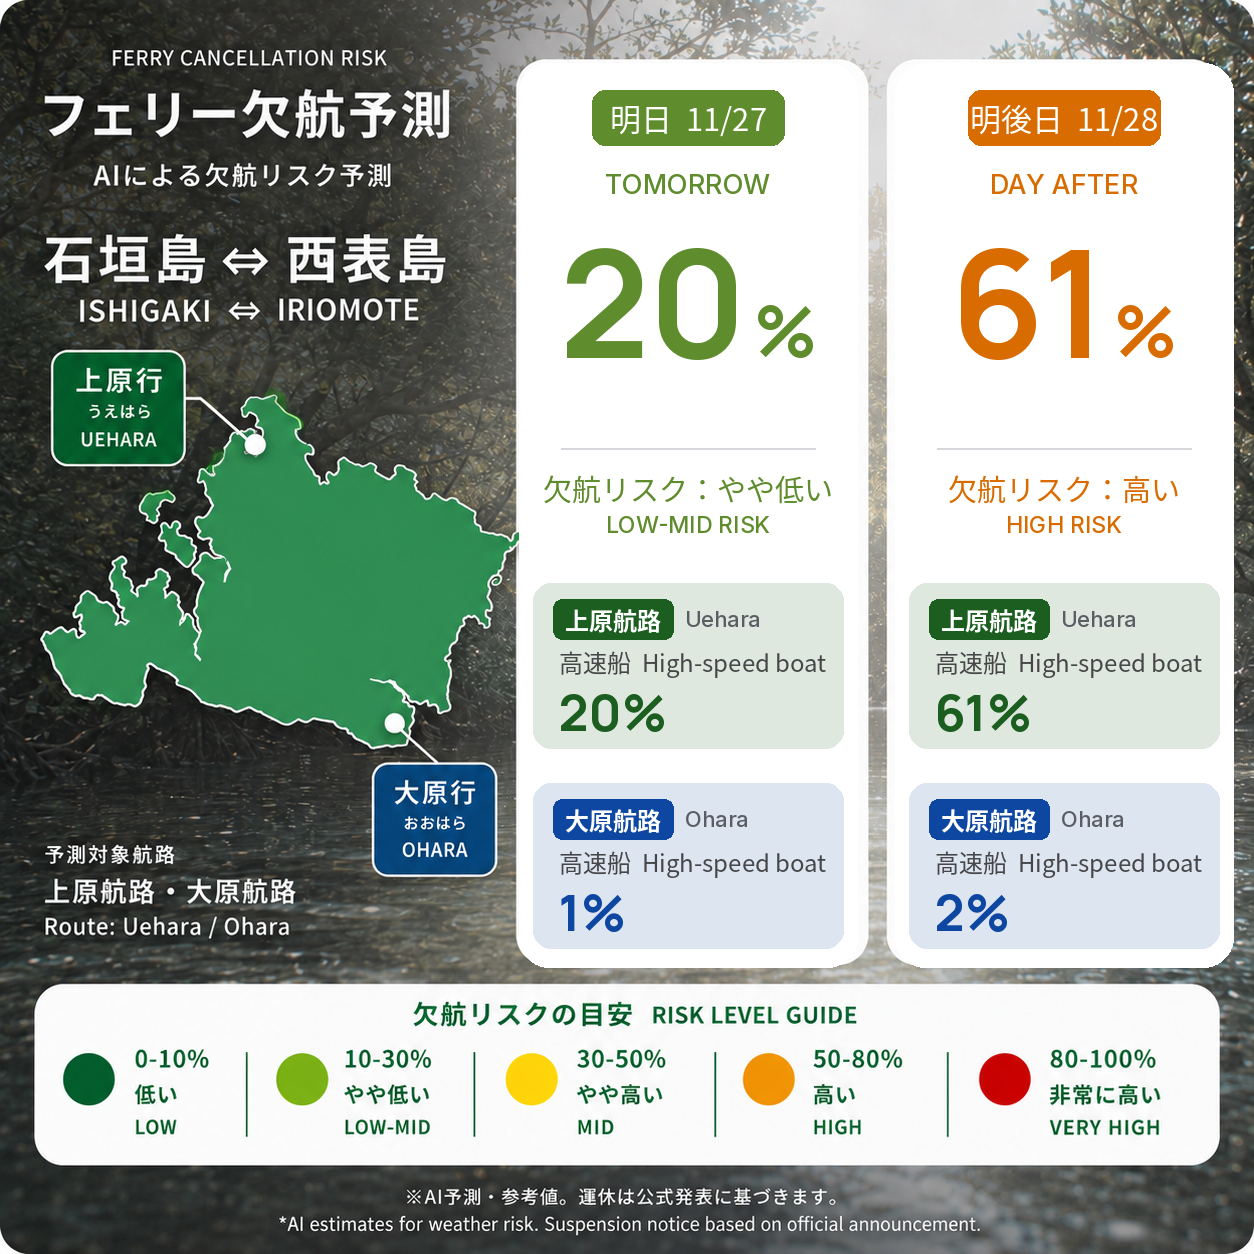 FERRY CANCELLATION RISK
フェリー欠航予測
AIによる欠航リスク予測
石垣島 ⇔ 西表島
ISHIGAKI ⇔ IRIOMOTE
上原行
うえはら
UEHARA
大原行
おおはら
OHARA
予測対象航路
上原航路・大原航路
Route: Uehara / Ohara
明日 11/27
TOMORROW
20%
欠航リスク：やや低い
LOW-MID RISK
上原航路 Uehara
高速船 High-speed boat
20%
大原航路 Ohara
高速船 High-speed boat
1%
明後日 11/28
DAY AFTER
61%
欠航リスク：高い
HIGH RISK
上原航路 Uehara
高速船 High-speed boat
61%
大原航路 Ohara
高速船 High-speed boat
2%
欠航リスクの目安 RISK LEVEL GUIDE
0-10%
低い
LOW
10-30%
やや低い
LOW-MID
30-50%
やや高い
MID
50-80%
高い
HIGH
80-100%
非常に高い
VERY HIGH
※AI予測・参考値。運休は公式発表に基づきます。
*AI estimates for weather risk. Suspension notice based on official announcement.